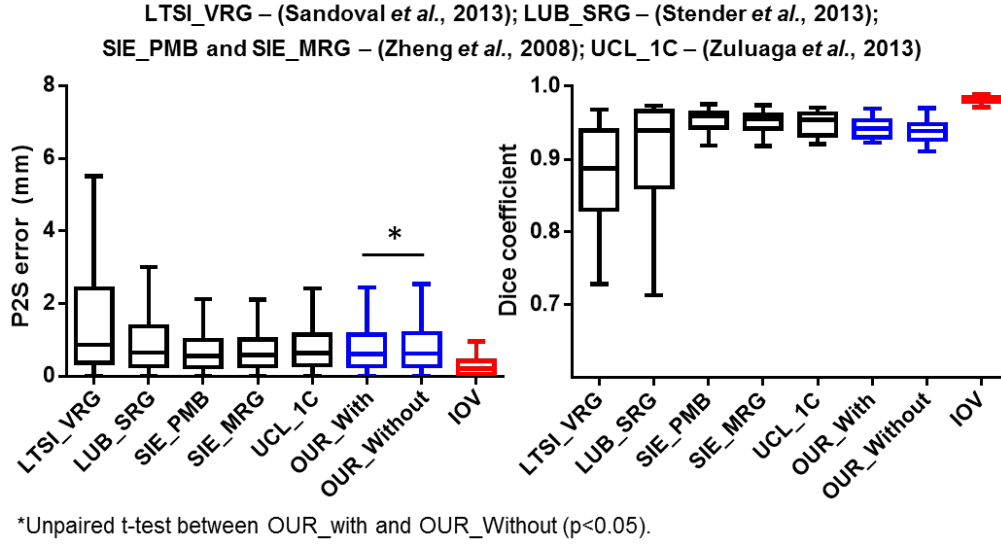 LTSI_VRG – (Sandoval et al., 2013); LUB_SRG – (Stender et al., 2013);
SIE_PMB and SIE_MRG – (Zheng et al., 2008); UCL_1C – (Zuluaga et al., 2013)
P2S error (mm)
8
6
4
2
0
*
LTSI_VRG
LUB_SRG
SIE_PMB
SIE_MRG
UCL_1C
OUR_With
OUR_Without
IOV
Dice coefficient
1.0
0.9
0.8
0.7
LTSI_VRG
LUB_SRG
SIE_PMB
SIE_MRG
UCL_1C
OUR_With
OUR_Without
IOV
*Unpaired t-test between OUR_with and OUR_Without (p<0.05).